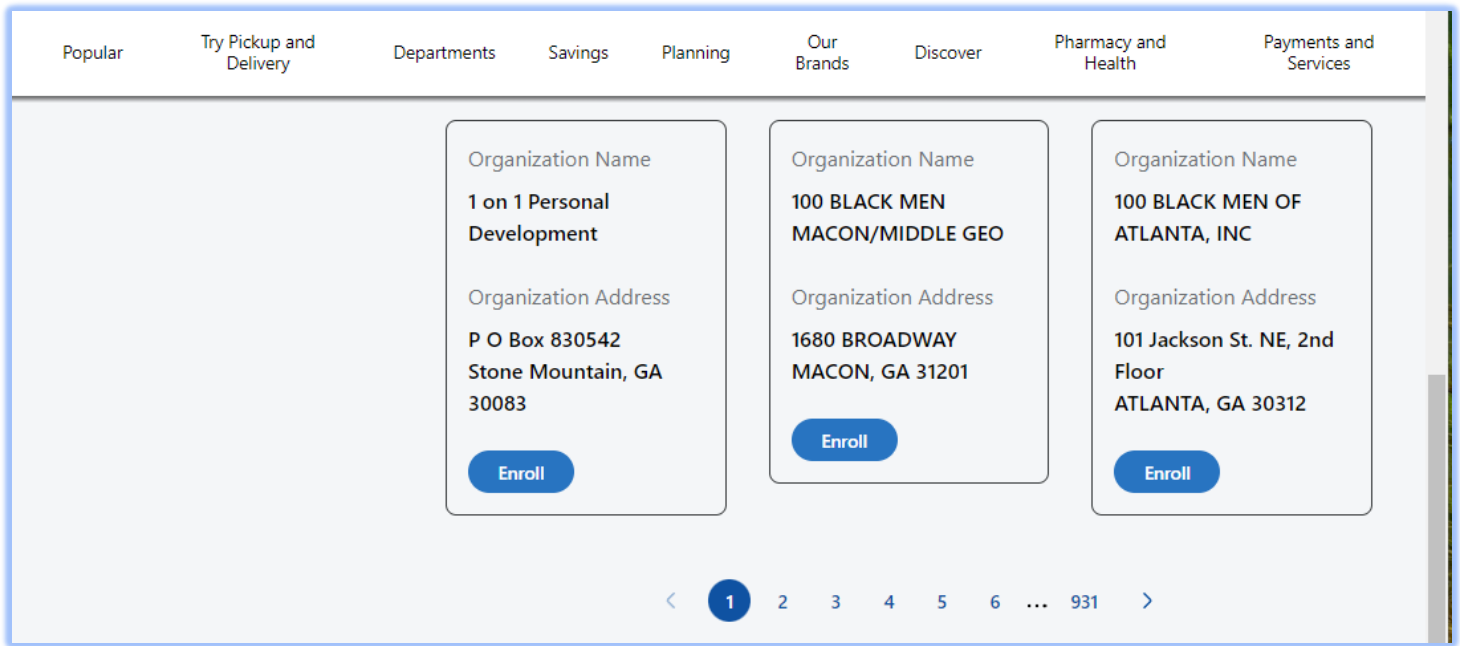 Popular
Try Pickup and
Delivery
Departments
Savings
Planning
Our
Brands
Discover
Pharmacy and
Health
Payments and
Services
Organization Name
1 on 1 Personal
Development
Organization Address
P O Box 830542
Stone Mountain, GA
30083
Enroll
Organization Name
100 BLACK MEN
MACON/MIDDLE GEO
Organization Address
1680 BROADWAY
MACON, GA 31201
Enroll
Organization Name
100 BLACK MEN OF
ATLANTA, INC
Organization Address
101 Jackson St. NE, 2nd
Floor
ATLANTA, GA 30312
Enroll
1 2 3 4 5 6 ... 931